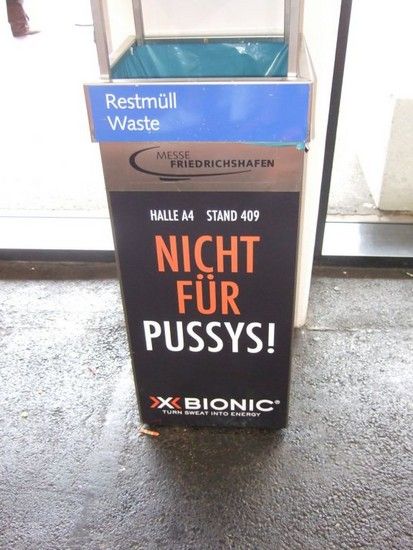 Restmüll
Waste
MESSE
FRIEDRICHSHAFEN
HALLE A4 STAND 409
NICHT
FÜR
PUSSYS!
X BIONIC®
TURN SWEAT INTO ENERGY